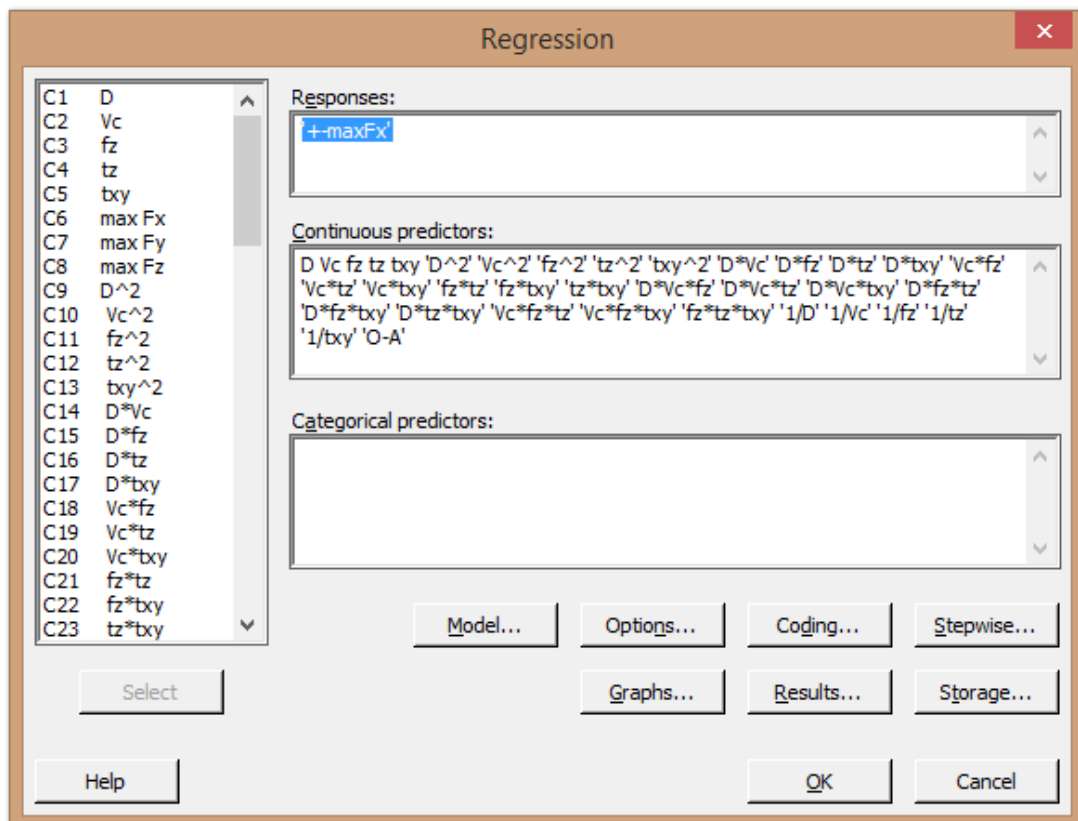 Regression
×
C1 D
C2 Vc
C3 fz
C4 tz
C5 txy
C6 max Fx
C7 max Fy
C8 max Fz
C9 D^2
C10 Vc^2
C11 fz^2
C12 tz^2
C13 txy^2
C14 D*Vc
C15 D*fz
C16 D*tz
C17 D*txy
C18 Vc*fz
C19 Vc*tz
C20 Vc*txy
C21 fz*tz
C22 fz*txy
C23 tz*txy
Select
Help
Responses:
'+-maxFx'
Continuous predictors:
D Vc fz tz txy 'D^2' 'Vc^2' 'fz^2' 'tz^2' 'txy^2' 'D*Vc' 'D*fz' 'D*tz' 'D*txy' 'Vc*fz'
'Vc*tz' 'Vc*txy' 'fz*tz' 'fz*txy' 'tz*txy' 'D*Vc*fz' 'D*Vc*tz' 'D*Vc*txy' 'D*fz*tz'
'D*fz*txy' 'D*tz*txy' 'Vc*fz*tz' 'Vc*fz*txy' 'fz*tz*txy' '1/D' '1/Vc' '1/fz' '1/tz'
'1/txy' 'O-A'
Categorical predictors:
Model... Options... Coding... Stepwise...
Graphs... Results... Storage...
OK Cancel